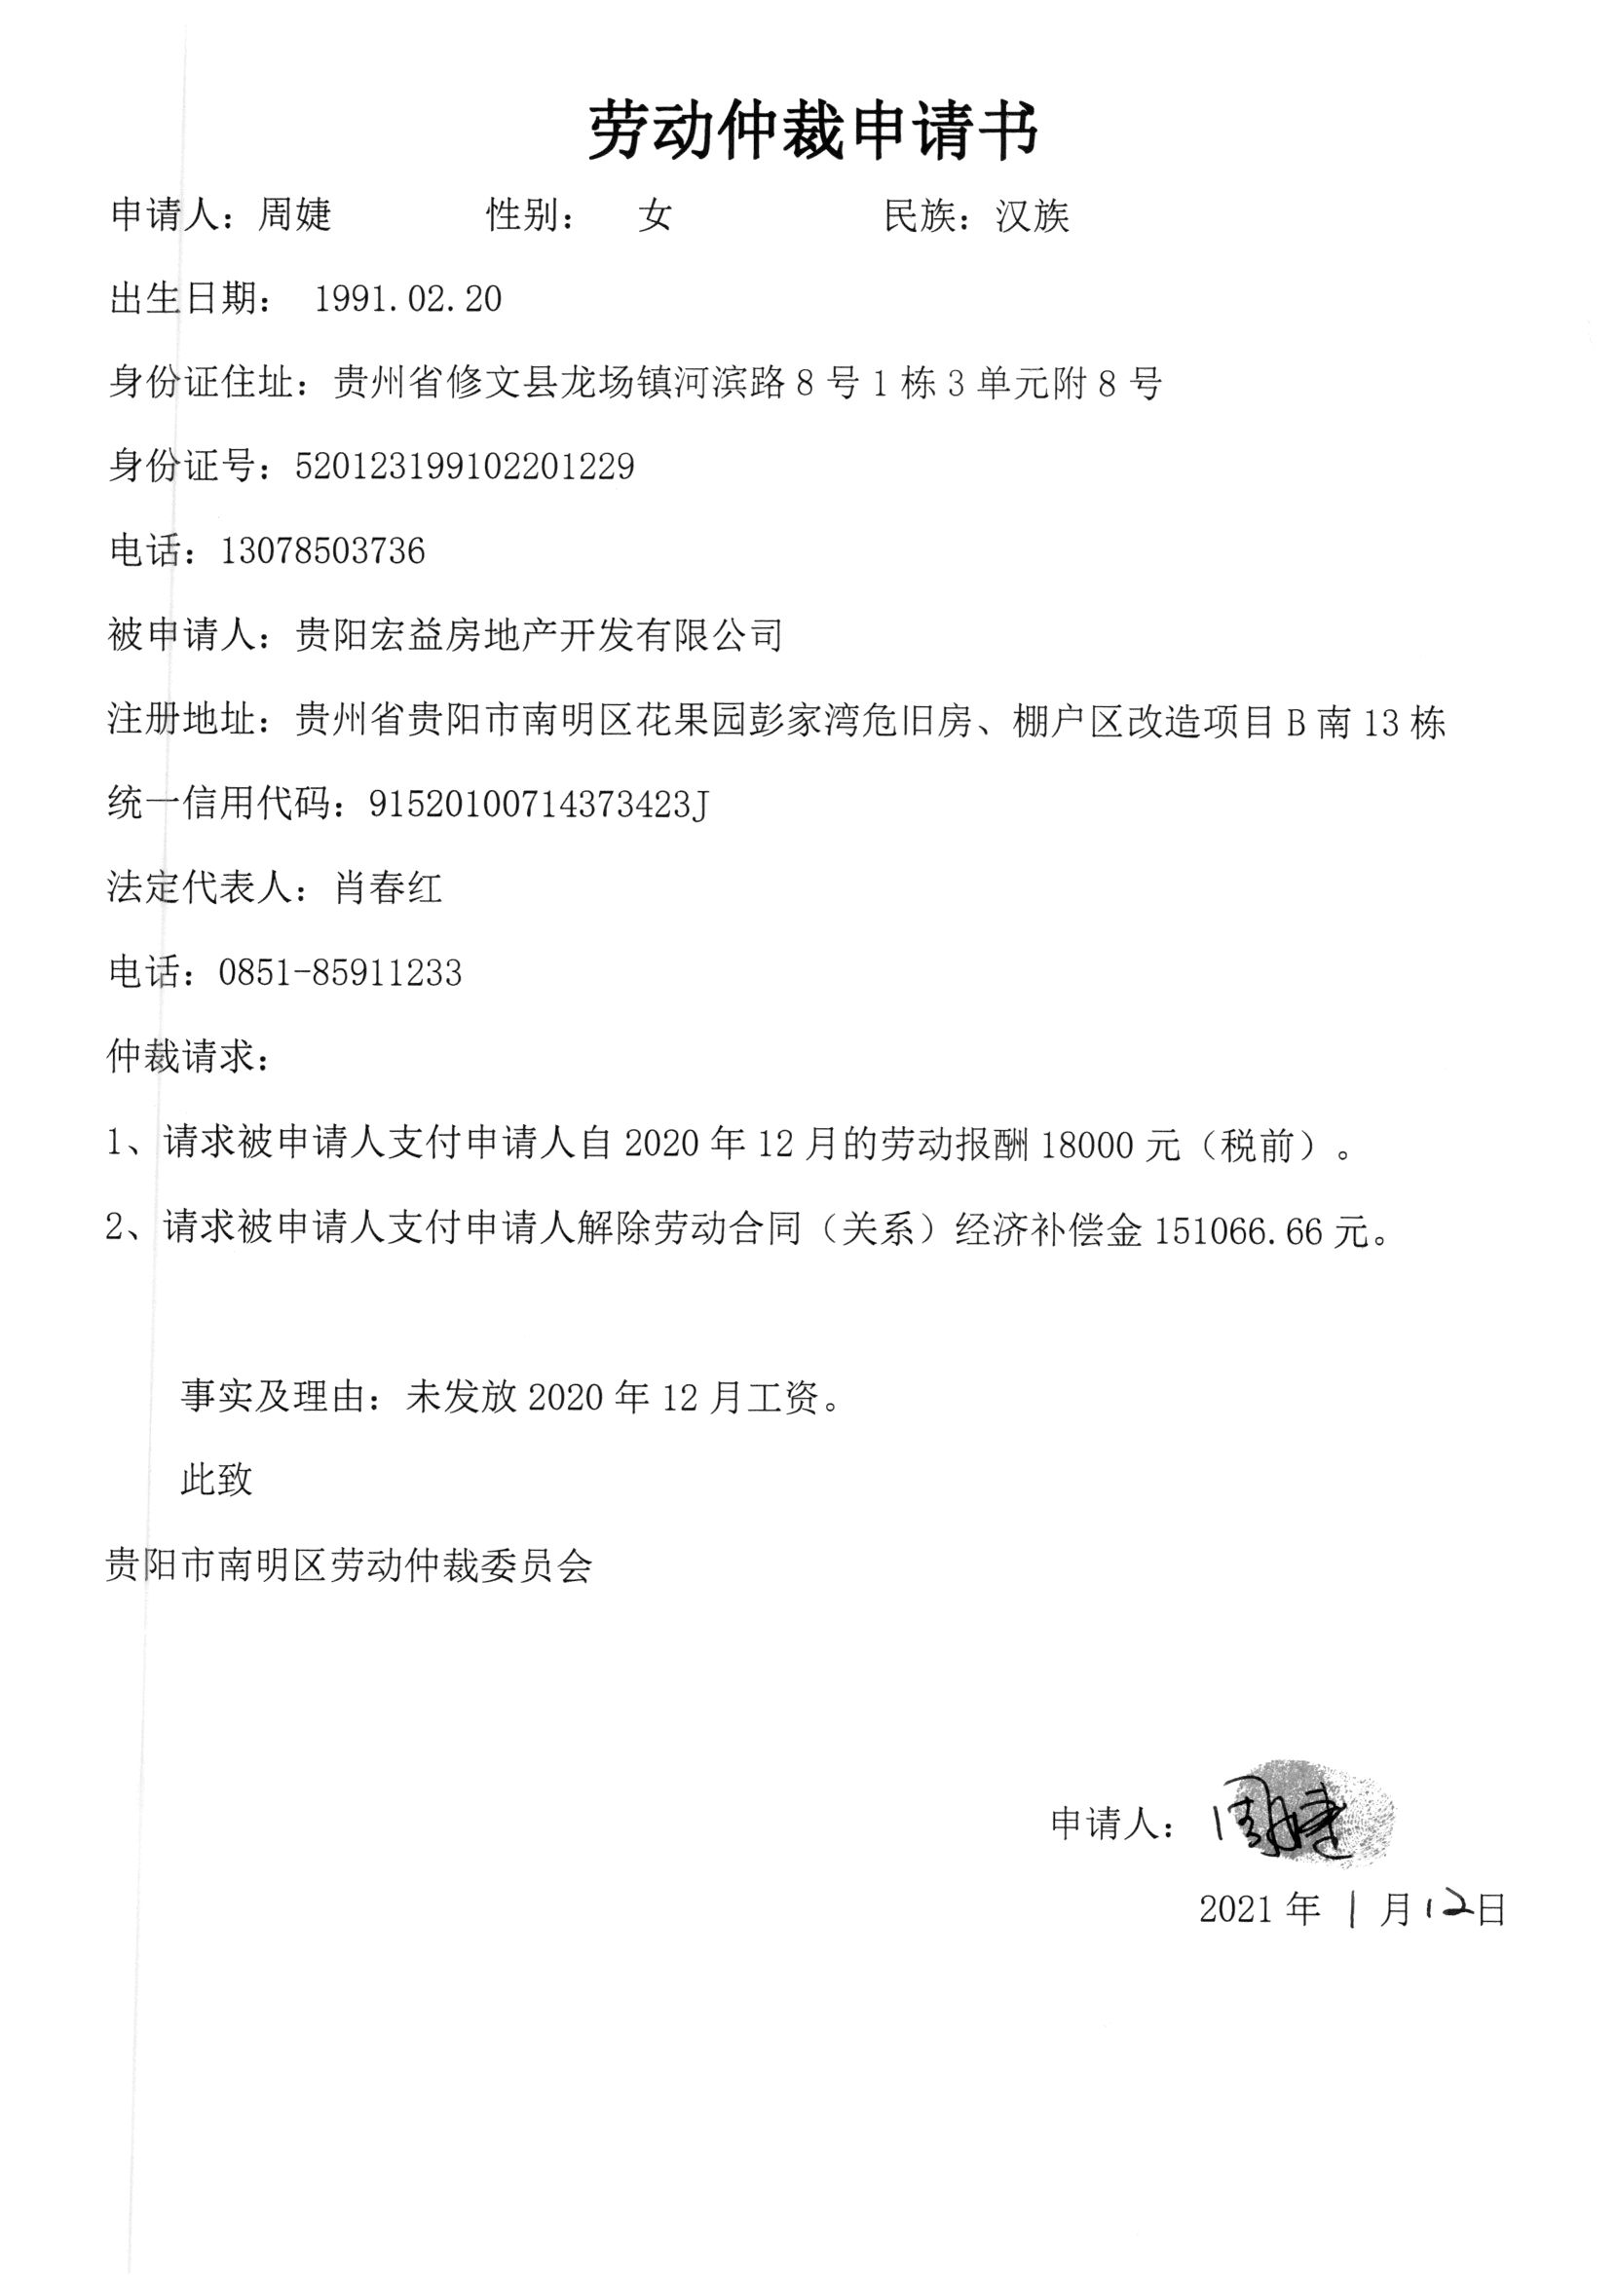 劳动仲裁申请书
申请人：周婕 性别： 女 民族：汉族
出生日期： 1991.02.20
身份证住址：贵州省修文县龙场镇河滨路 8 号 1 栋 3 单元附 8 号
身份证号：520123199102201229
电话：13078503736
被申请人：贵阳宏益房地产开发有限公司
注册地址：贵州省贵阳市南明区花果园彭家湾危旧房、棚户区改造项目 B 南 13 栋
统一信用代码：91520100714373423J
法定代表人：肖春红
电话：0851-85911233
仲裁请求：
1、请求被申请人支付申请人自 2020 年 12 月的劳动报酬 18000 元（税前）。
2、请求被申请人支付申请人解除劳动合同（关系）经济补偿金 151066.66 元。
事实及理由：未发放 2020 年 12 月工资。
此致
贵阳市南明区劳动仲裁委员会
申请人：周婕
2021 年 1 月 12 日